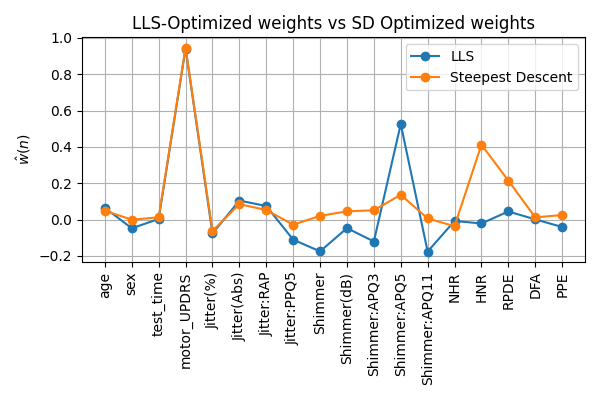 LLS-Optimized weights vs SD Optimized weights
1.0
0.8
0.6
0.4
0.2
0.0
−0.2
ŵ(n)
LLS
Steepest Descent
age
sex
test_time
motor_UPDRS
Jitter(%)
Jitter(Abs)
Jitter:RAP
Jitter:PPQ5
Shimmer
Shimmer(dB)
Shimmer:APQ3
Shimmer:APQ5
Shimmer:APQ11
NHR
HNR
RPDE
DFA
PPE